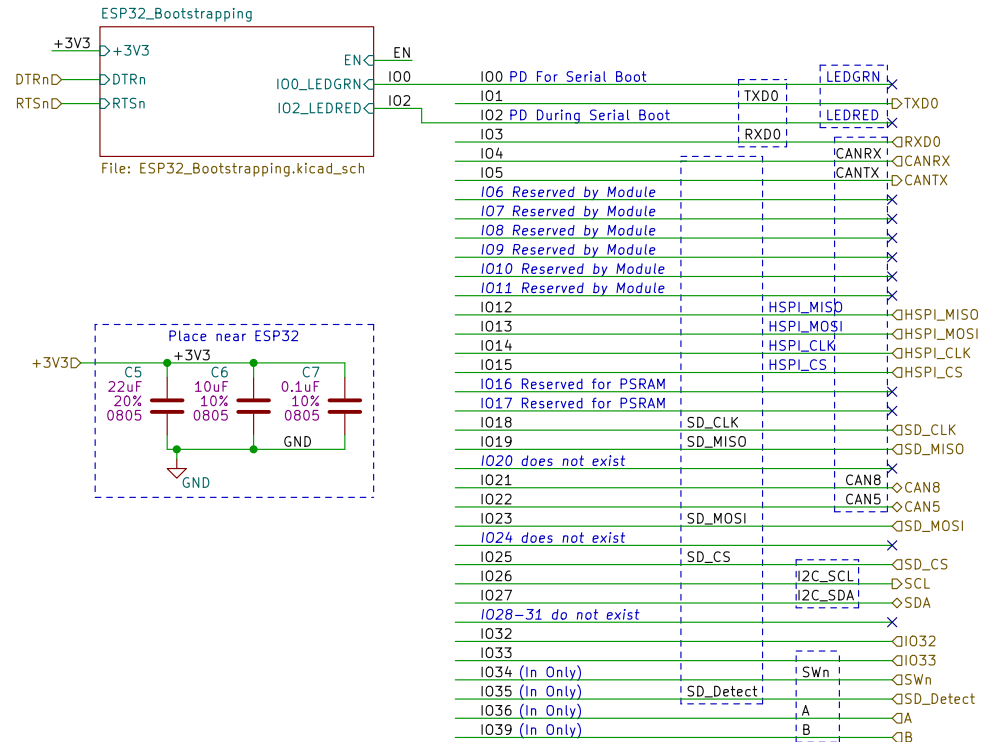 ESP32_Bootstrapping
+3V3
+3V3
DTRn
DTRn
RTSn
RTSn
EN
EN
IO0_LEDGRN
IO0
IO2_LEDRED
IO2
File: ESP32_Bootstrapping.kicad_sch
IO0 PD For Serial Boot LEDGRN
IO1 TXD0 TXD0
IO2 PD During Serial Boot LEDRED
IO3 RXD0 RXD0
IO4 CANRX CANRX
IO5 CANTX CANTX
IO6 Reserved by Module
IO7 Reserved by Module
IO8 Reserved by Module
IO9 Reserved by Module
IO10 Reserved by Module
IO11 Reserved by Module
IO12 HSPI_MISO HSPI_MISO
IO13 HSPI_MOSI HSPI_MOSI
IO14 HSPI_CLK HSPI_CLK
IO15 HSPI_CS HSPI_CS
IO16 Reserved for PSRAM
IO17 Reserved for PSRAM
IO18 SD_CLK SD_CLK
IO19 SD_MISO SD_MISO
IO20 does not exist
IO21 CAN8 CAN8
IO22 CAN5 CAN5
IO23 SD_MOSI SD_MOSI
IO24 does not exist
IO25 SD_CS SD_CS
IO26 I2C_SCL SCL
IO27 I2C_SDA SDA
IO28-31 do not exist
IO32 IO32
IO33 IO33
IO34 (In Only) SWn SWn
IO35 (In Only) SD_Detect SD_Detect
IO36 (In Only) A A
IO39 (In Only) B B
Place near ESP32
+3V3
+3V3
C5
22uF
20%
0805
C6
10uF
10%
0805
C7
0.1uF
10%
0805
GND
GND